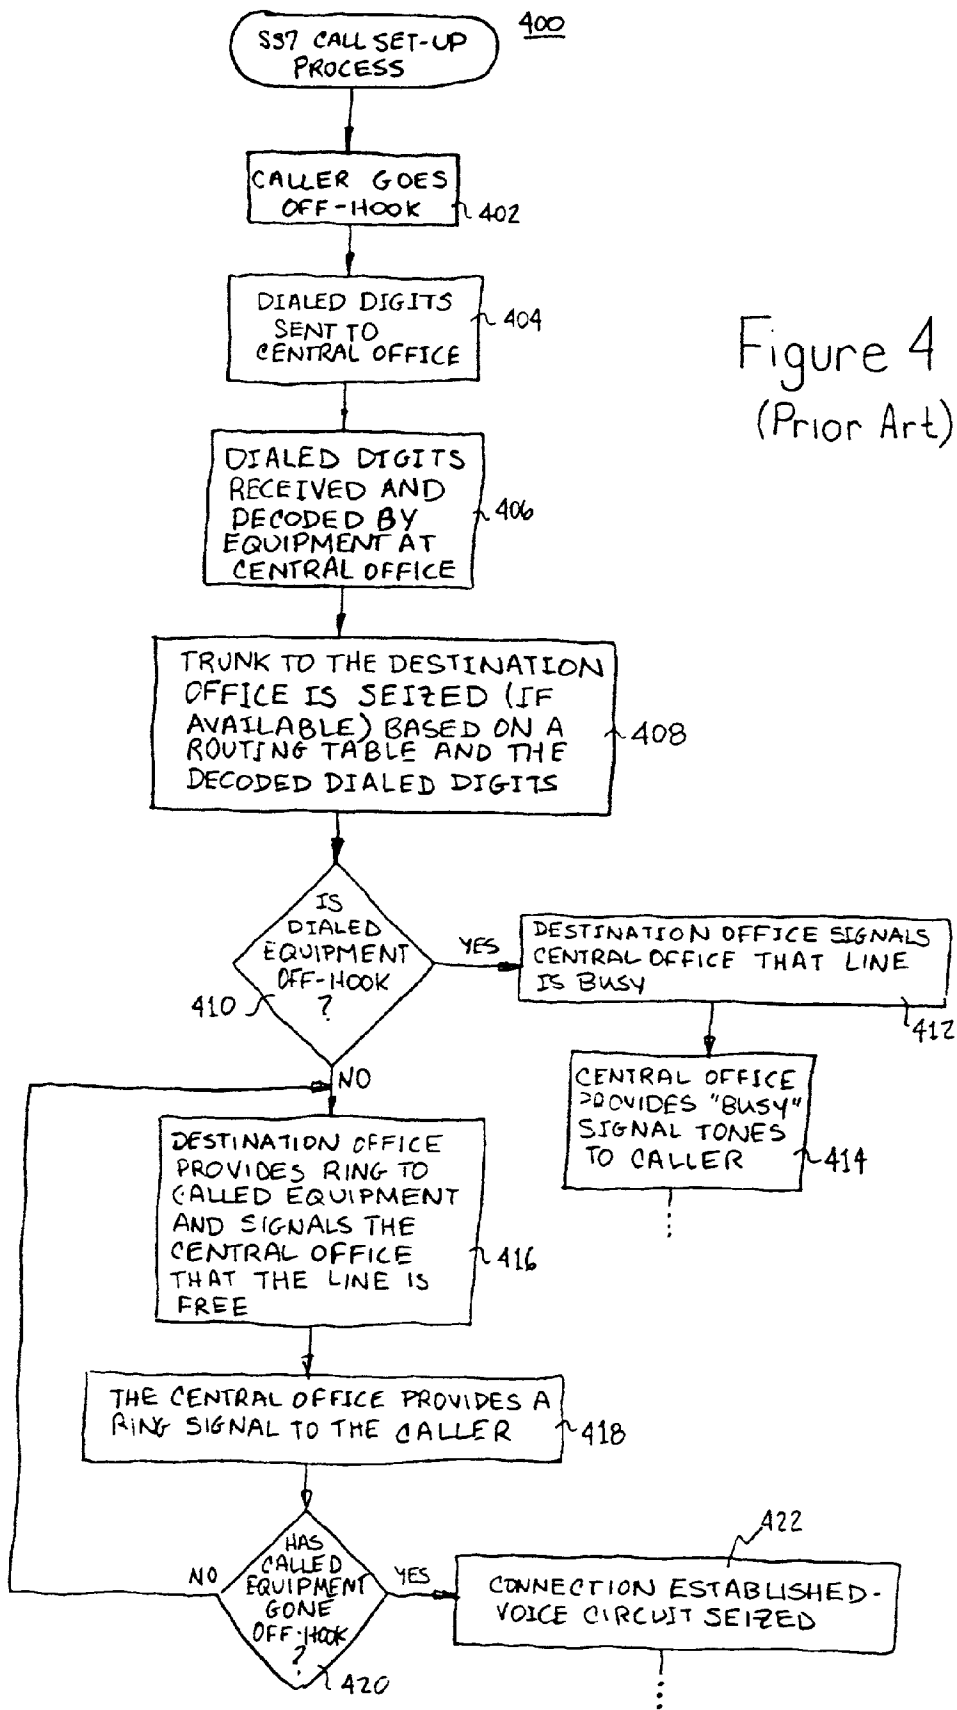 400
SS7 CALL SET-UP
PROCESS
CALLER GOES
OFF-HOOK
402
DIALED DIGITS
SENT TO
CENTRAL OFFICE
404
Figure 4
(Prior Art)
DIALED DIGITS
RECEIVED AND
DECODED BY
EQUIPMENT AT
CENTRAL OFFICE
406
TRUNK TO THE DESTINATION
OFFICE IS SEIZED (IF
AVAILABLE) BASED ON A
ROUTING TABLE AND THE
DECODED DIALED DIGITS
408
IS
DIALED
EQUIPMENT
OFF-HOOK
?
410
YES
DESTINATION OFFICE SIGNALS
CENTRAL OFFICE THAT LINE
IS BUSY
412
CENTRAL OFFICE
PROVIDES "BUSY"
SIGNAL TONES
TO CALLER
414
NO
DESTINATION OFFICE
PROVIDES RING TO
CALLED EQUIPMENT
AND SIGNALS THE
CENTRAL OFFICE
THAT THE LINE IS
FREE
416
THE CENTRAL OFFICE PROVIDES A
RING SIGNAL TO THE CALLER
418
HAS
CALLED
EQUIPMENT
GONE
OFF-HOOK
?
420
NO
YES
422
CONNECTION ESTABLISHED-
VOICE CIRCUIT SEIZED